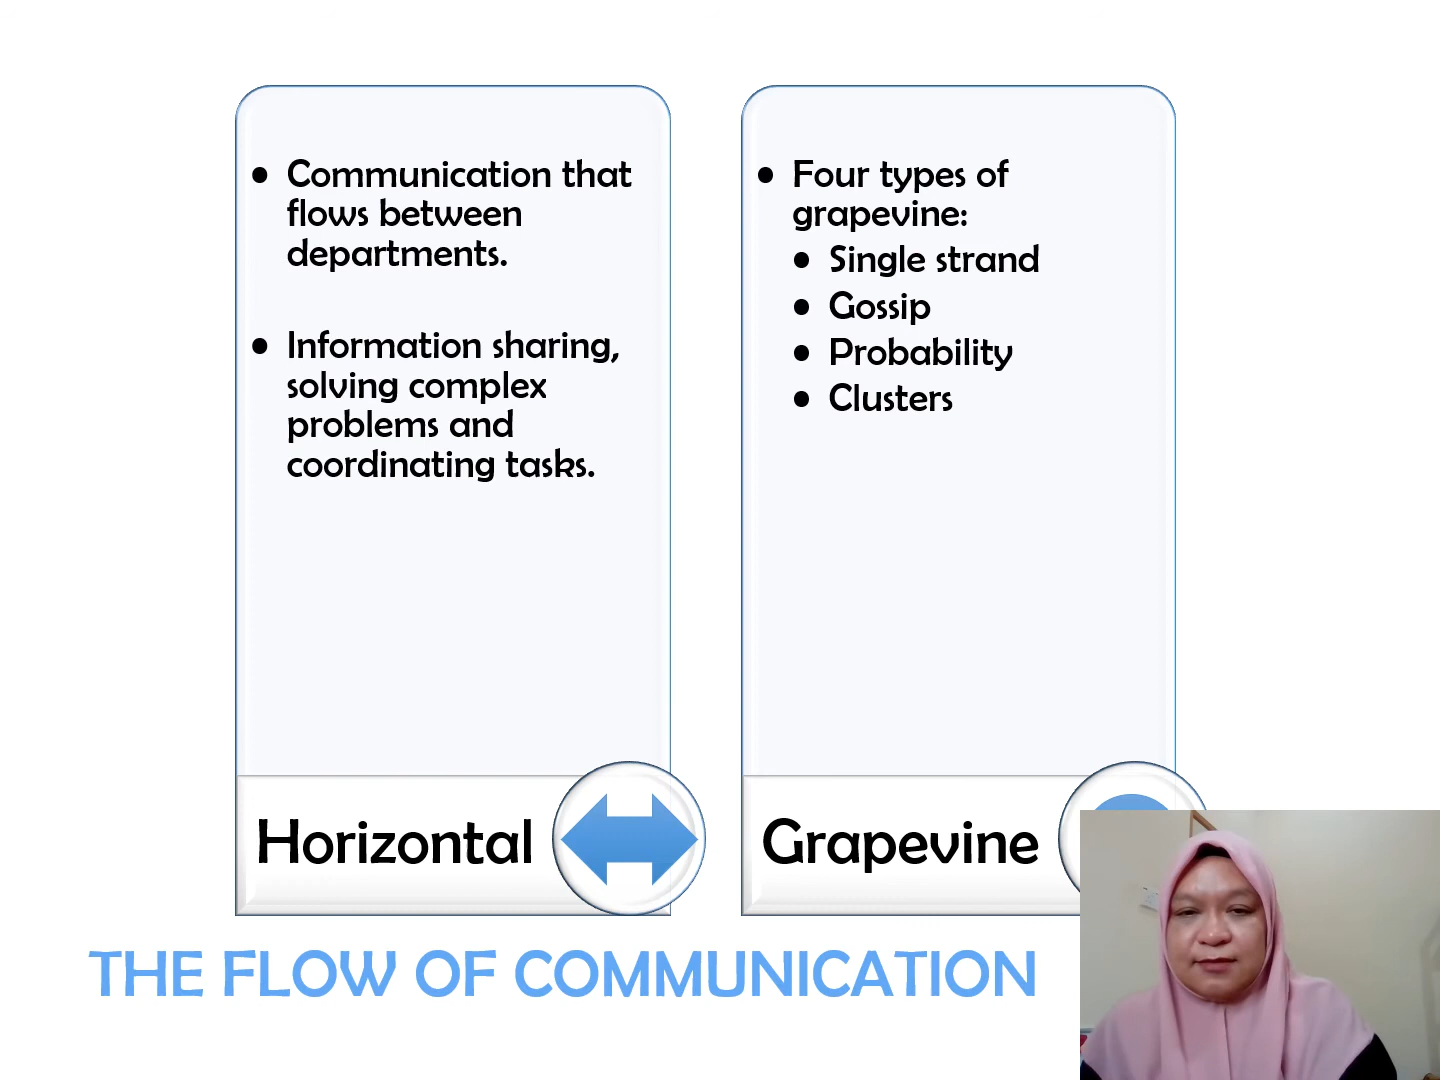 • Communication that
flows between
departments.
• Information sharing,
solving complex
problems and
coordinating tasks.
Horizontal
• Four types of
grapevine:
• Single strand
• Gossip
• Probability
• Clusters
Grapevine
THE FLOW OF COMMUNICATION